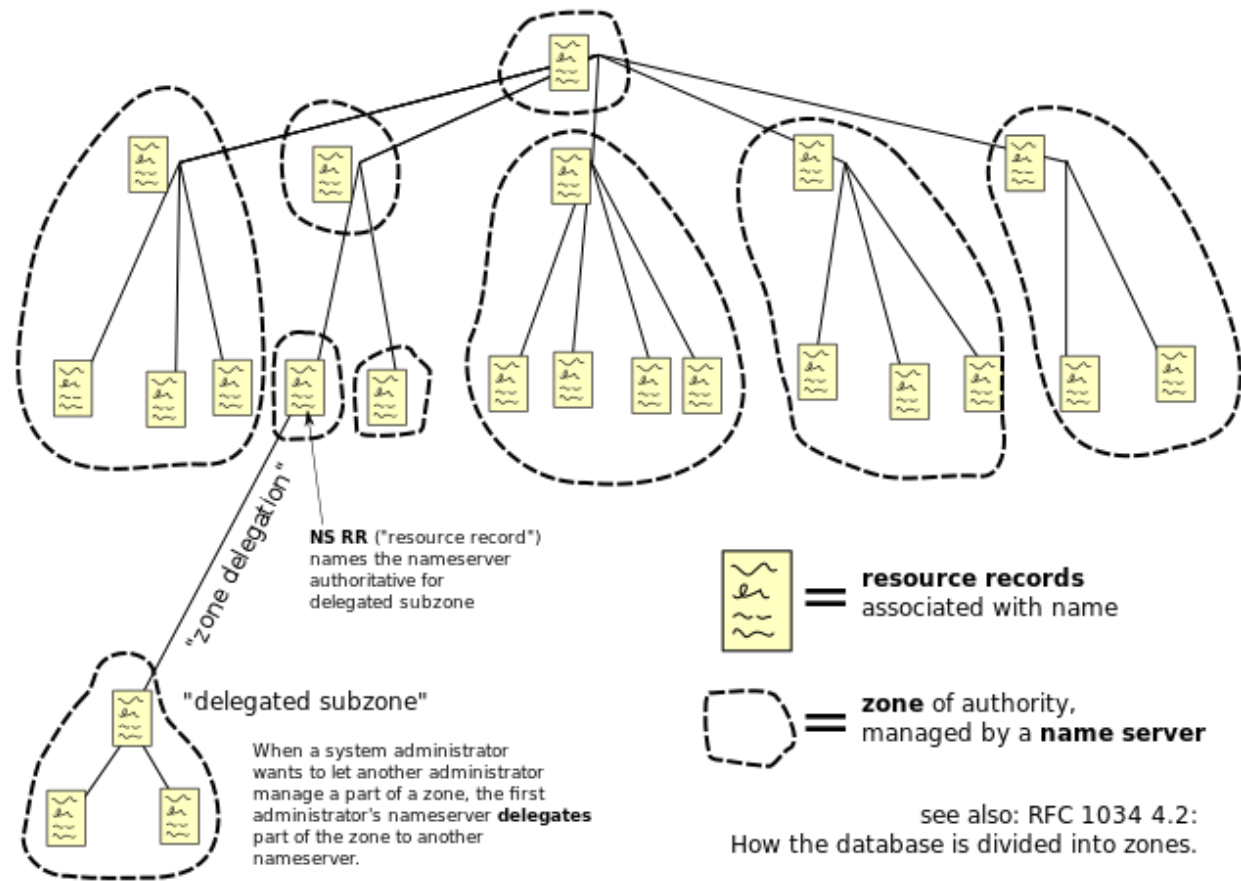 "zone delegation"
NS RR ("resource record")
names the nameserver
authoritative for
delegated subzone
resource records
associated with name
"delegated subzone"
zone of authority,
managed by a name server
When a system administrator
wants to let another administrator
manage a part of a zone, the first
administrator's nameserver delegates
part of the zone to another
nameserver.
see also: RFC 1034 4.2:
How the database is divided into zones.